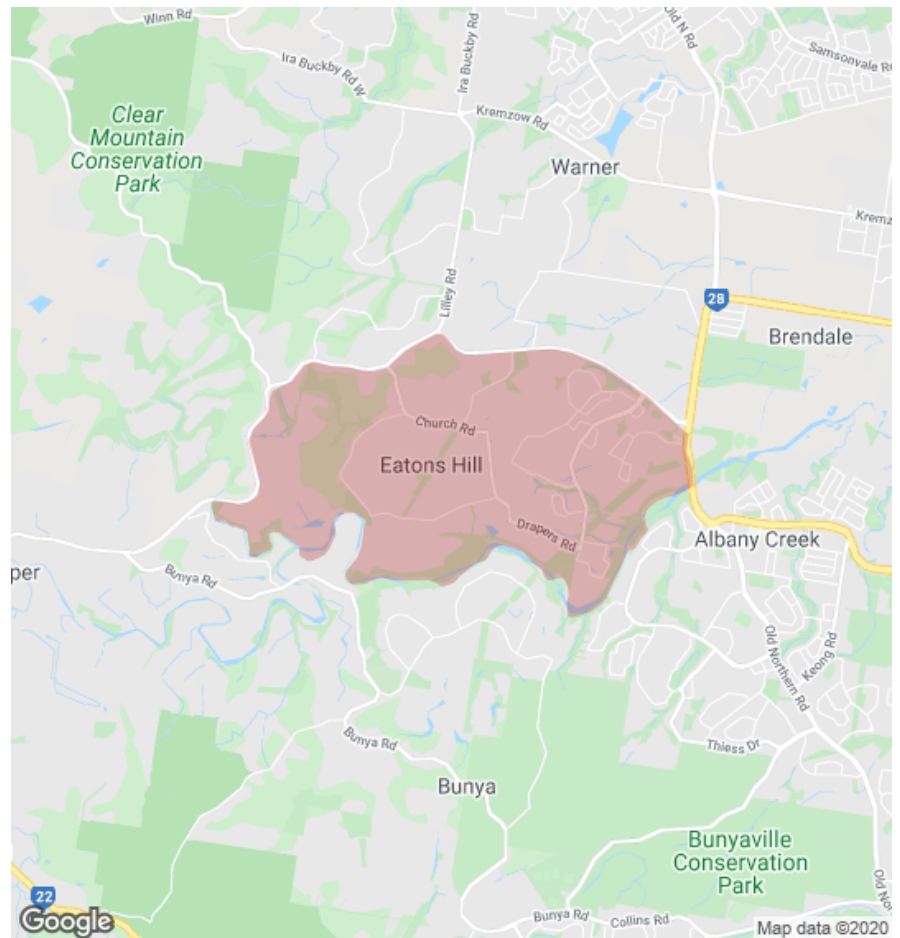 Winn Rd
Ira Buckby Rd W
Ira Buckby Rd
Old N Rd
Samsonvale Rd
Clear
Mountain
Conservation
Park
Kremzow Rd
Warner
Kremz
Lilley Rd
28
Brendale
Church Rd
Eatons Hill
Drapers Rd
Albany Creek
per
Bunya Rd
Old Northern Rd
Keong Rd
Bunya Rd
Thiess Dr
Bunya
Bunyaville
Conservation
Park
22
Old Nor
Google
Bunya Rd
Collins Rd
Map data ©2020